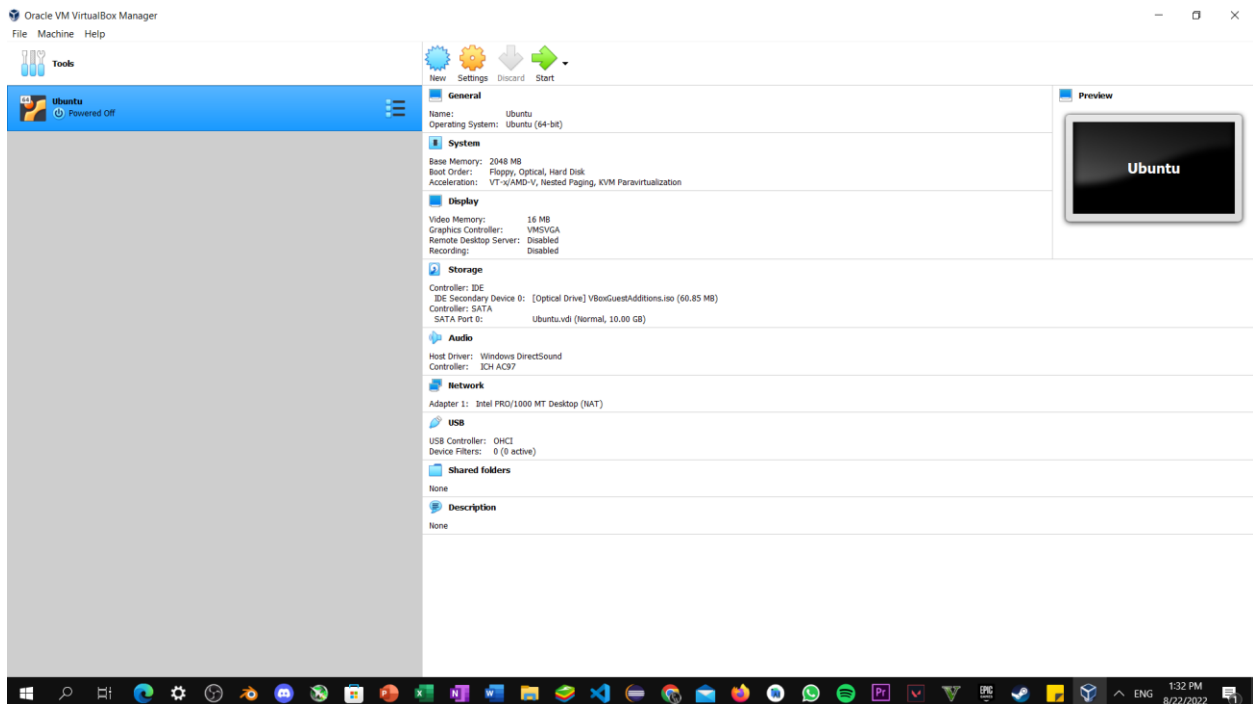 Oracle VM VirtualBox Manager
File Machine Help
Tools
New Settings Discard Start
64
Ubuntu
Powered Off
General
Name: Ubuntu
Operating System: Ubuntu (64-bit)
System
Base Memory: 2048 MB
Boot Order: Floppy, Optical, Hard Disk
Acceleration: VT-x/AMD-V, Nested Paging, KVM Paravirtualization
Display
Video Memory: 16 MB
Graphics Controller: VMSVGA
Remote Desktop Server: Disabled
Recording: Disabled
Storage
Controller: IDE
IDE Secondary Device 0: [Optical Drive] VBoxGuestAdditions.iso (60.85 MB)
Controller: SATA
SATA Port 0: Ubuntu.vdi (Normal, 10.00 GB)
Audio
Host Driver: Windows DirectSound
Controller: ICH AC97
Network
Adapter 1: Intel PRO/1000 MT Desktop (NAT)
USB
USB Controller: OHCI
Device Filters: 0 (0 active)
Shared folders
None
Description
None
Preview
Ubuntu
Pr
EPIC
ENG
1:32 PM
8/22/2022
1